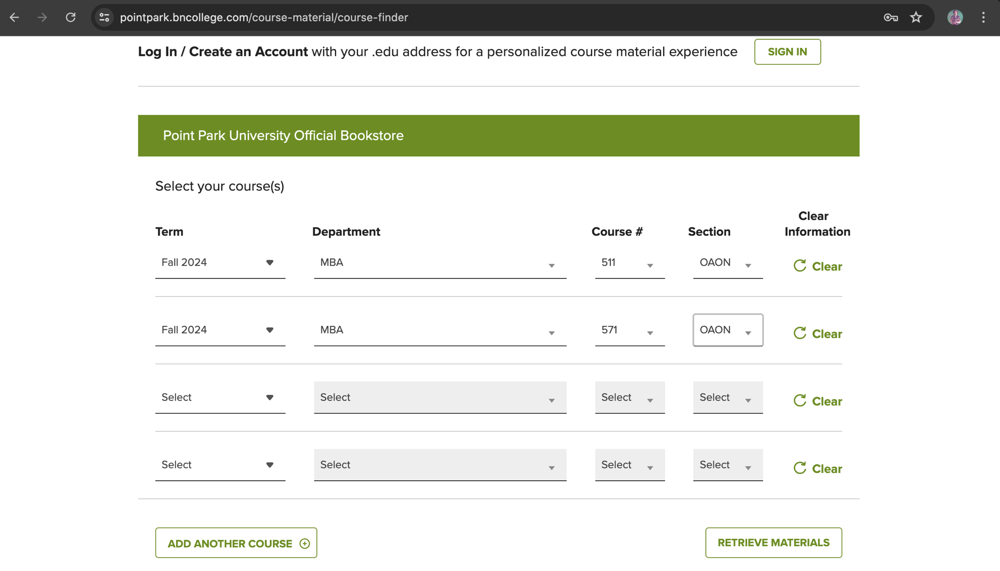 pointpark.bncollege.com/course-material/course-finder
Log In / Create an Account with your .edu address for a personalized course material experience
SIGN IN
Point Park University Official Bookstore
Select your course(s)
Term Department Course # Section Clear Information
Fall 2024 MBA 511 OAON Clear
Fall 2024 MBA 571 OAON Clear
Select Select Select Select Clear
Select Select Select Select Clear
ADD ANOTHER COURSE RETRIEVE MATERIALS